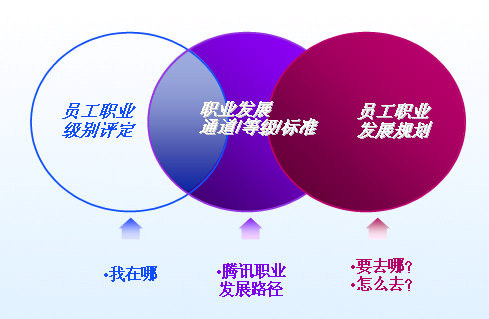 员工职业
级别评定
职业发展
通道/等级/标准
员工职业
发展规划
•我在哪
•腾讯职业
发展路径
•要去哪?
•怎么去?